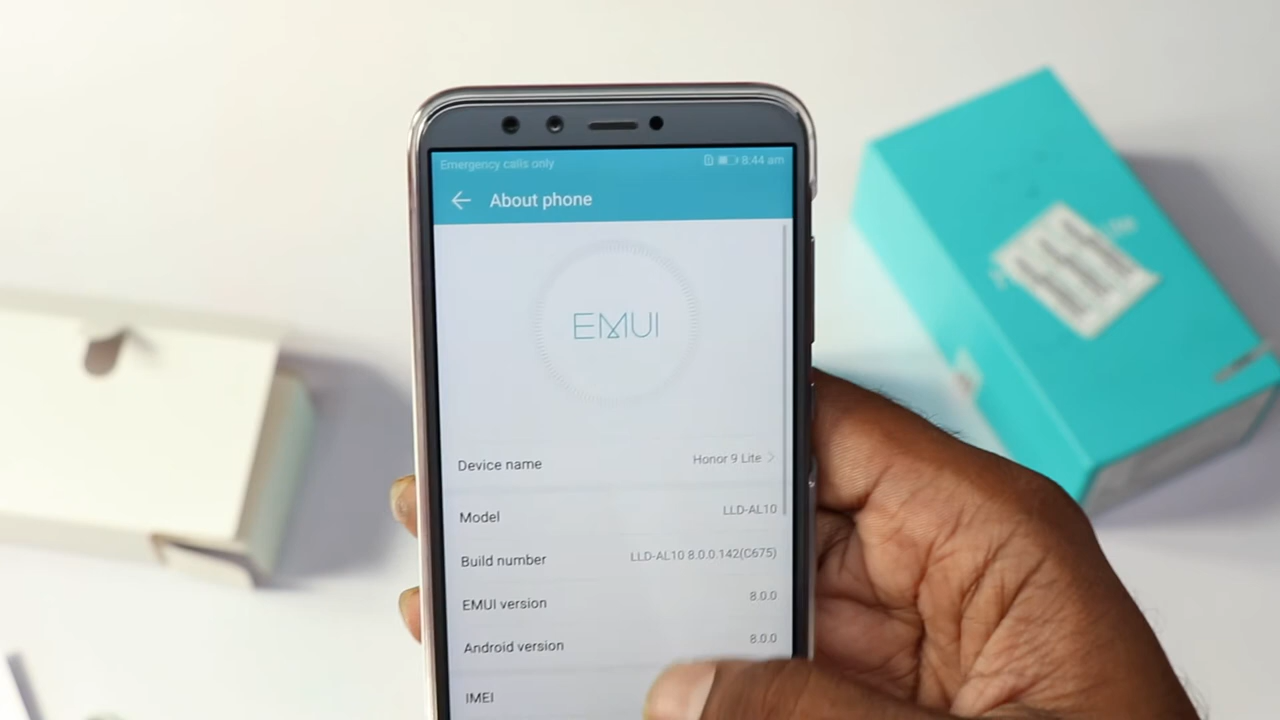 Emergency calls only 8:44 am
About phone
EMUI
Device name Honor 9 Lite
Model LLD-AL10
Build number LLD-AL10 8.0.0.142(C675)
EMUI version 8.0.0
Android version 8.0.0
IMEI